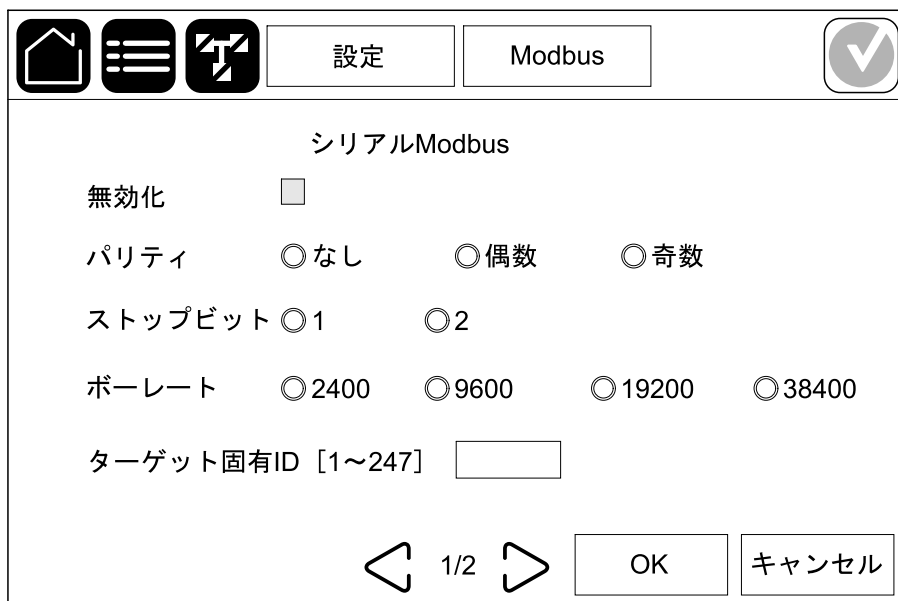 設定 Modbus
シリアルModbus
無効化
パリティ なし 偶数 奇数
ストップビット 1 2
ボーレート 2400 9600 19200 38400
ターゲット固有ID［1～247］
1/2 OK キャンセル